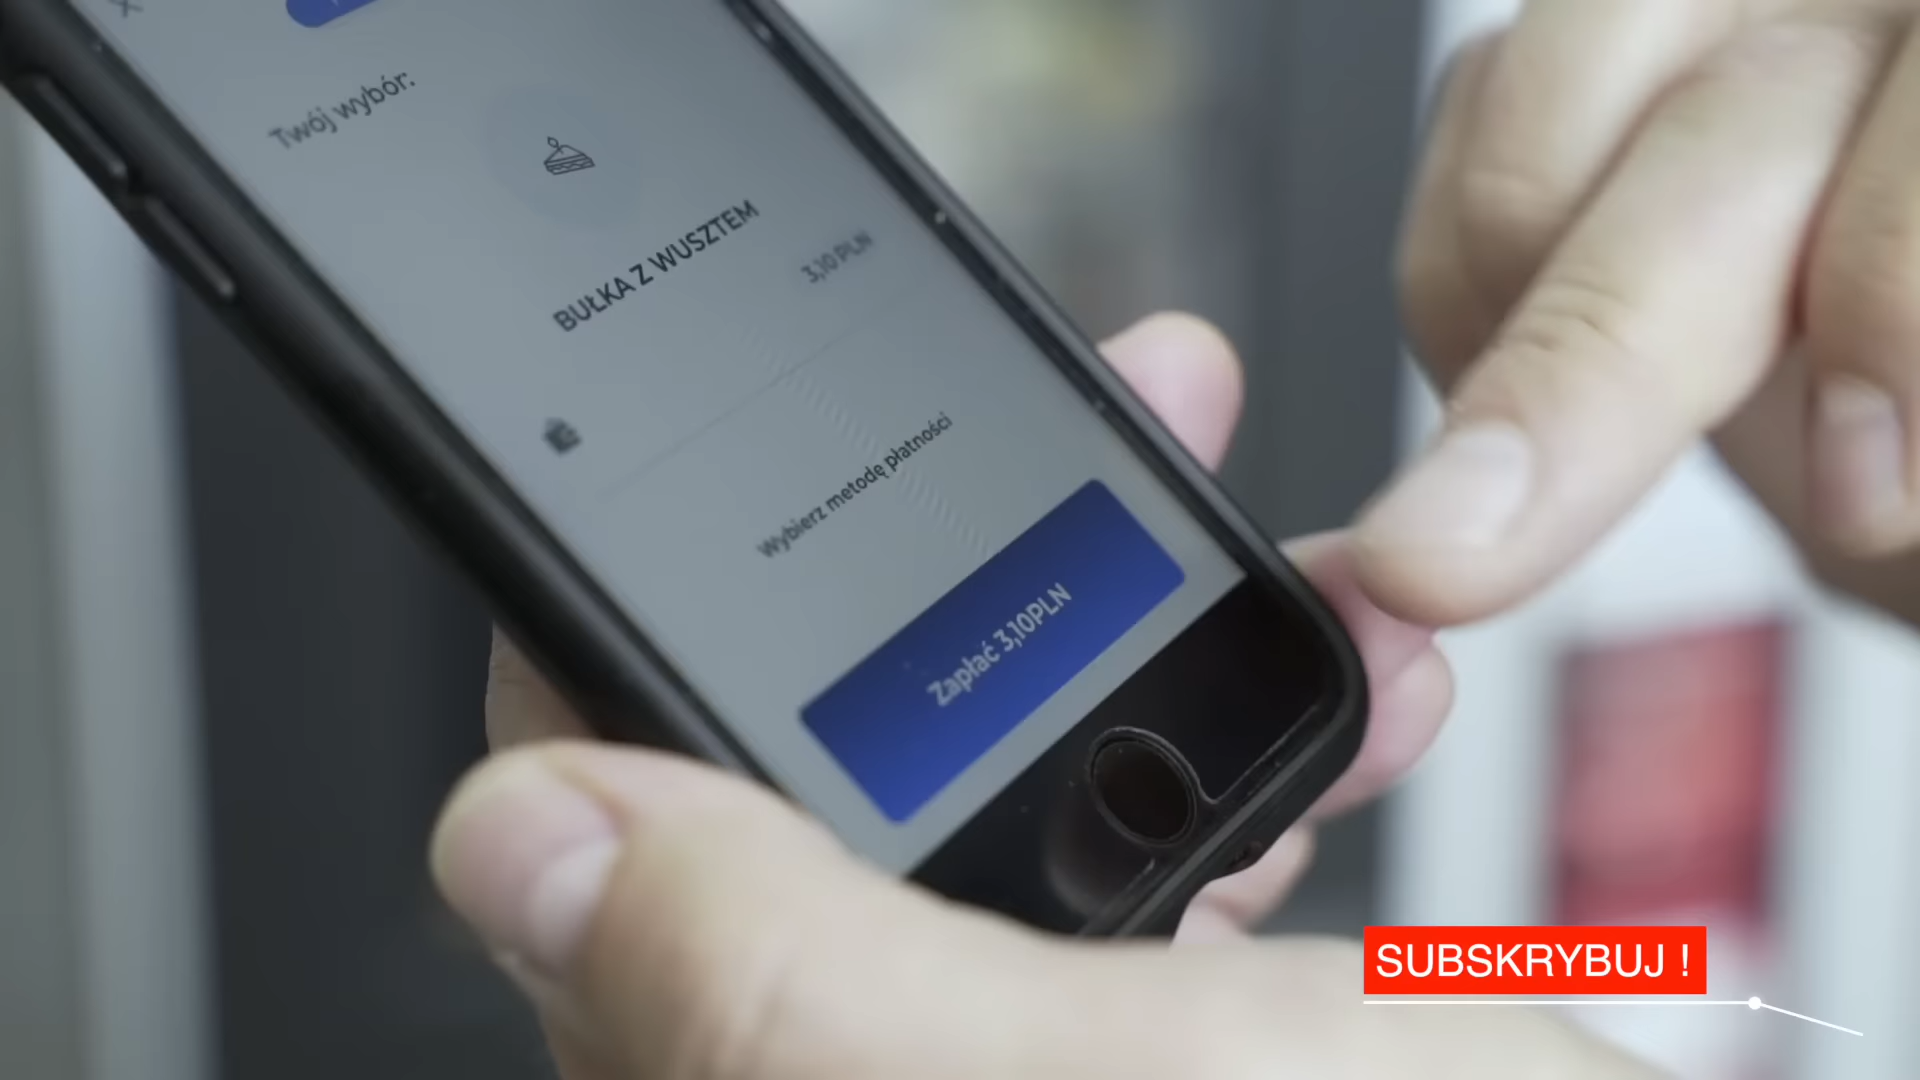 Twój wybór:
BUŁKA Z WUSZTEM
3,10 PLN
Wybierz metodę płatności
Zapłać 3,10PLN
SUBSKRYBUJ !